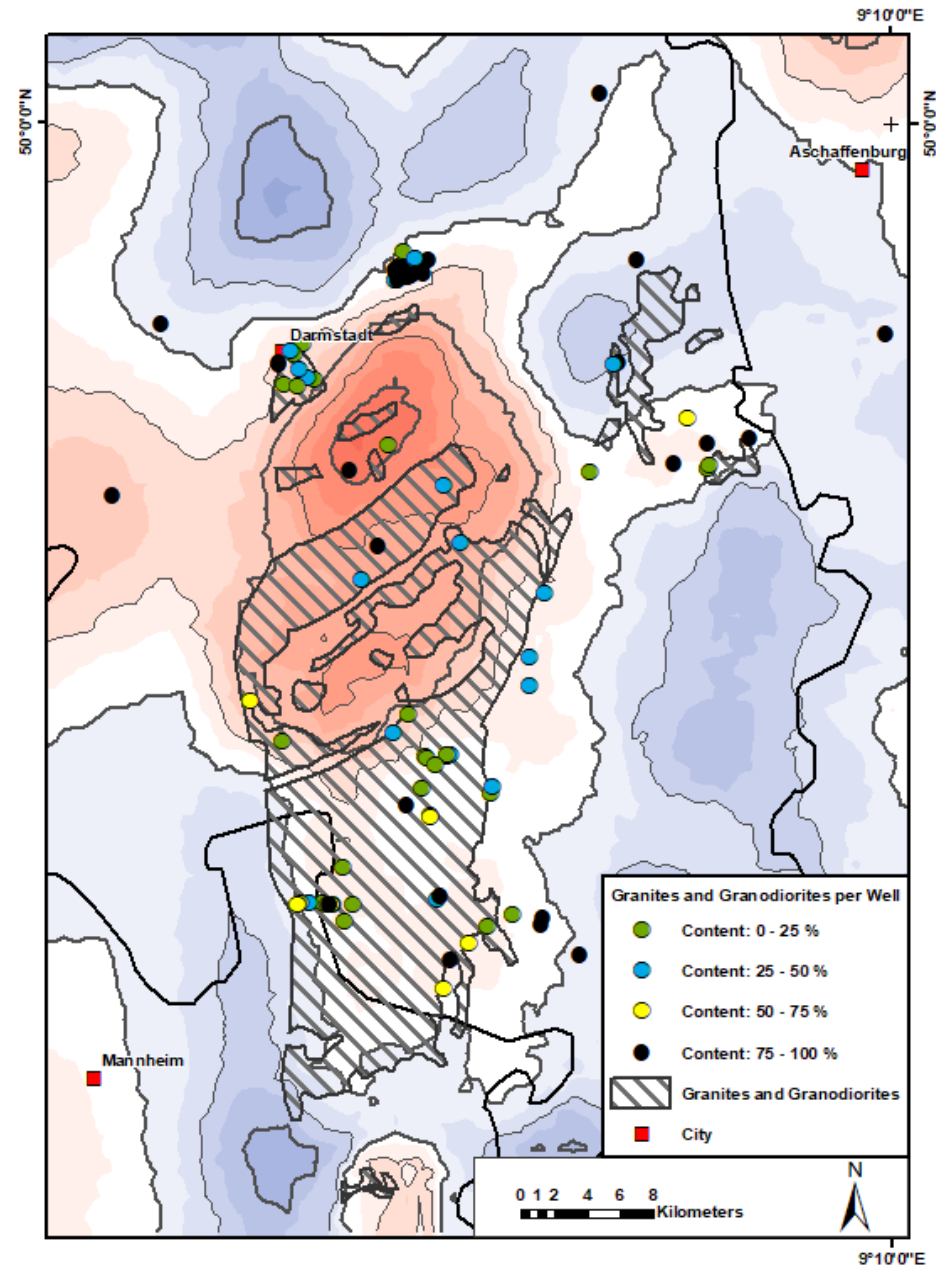 9°10'0"E
50°0'0"N
50°0'0"N
Aschaffenburg
Darmstadt
Granites and Granodiorites per Well
Content: 0 - 25 %
Content: 25 - 50 %
Content: 50 - 75 %
Content: 75 - 100 %
Mannheim
Granites and Granodiorites
City
N
0 1 2 4 6 8
Kilometers
9°10'0"E